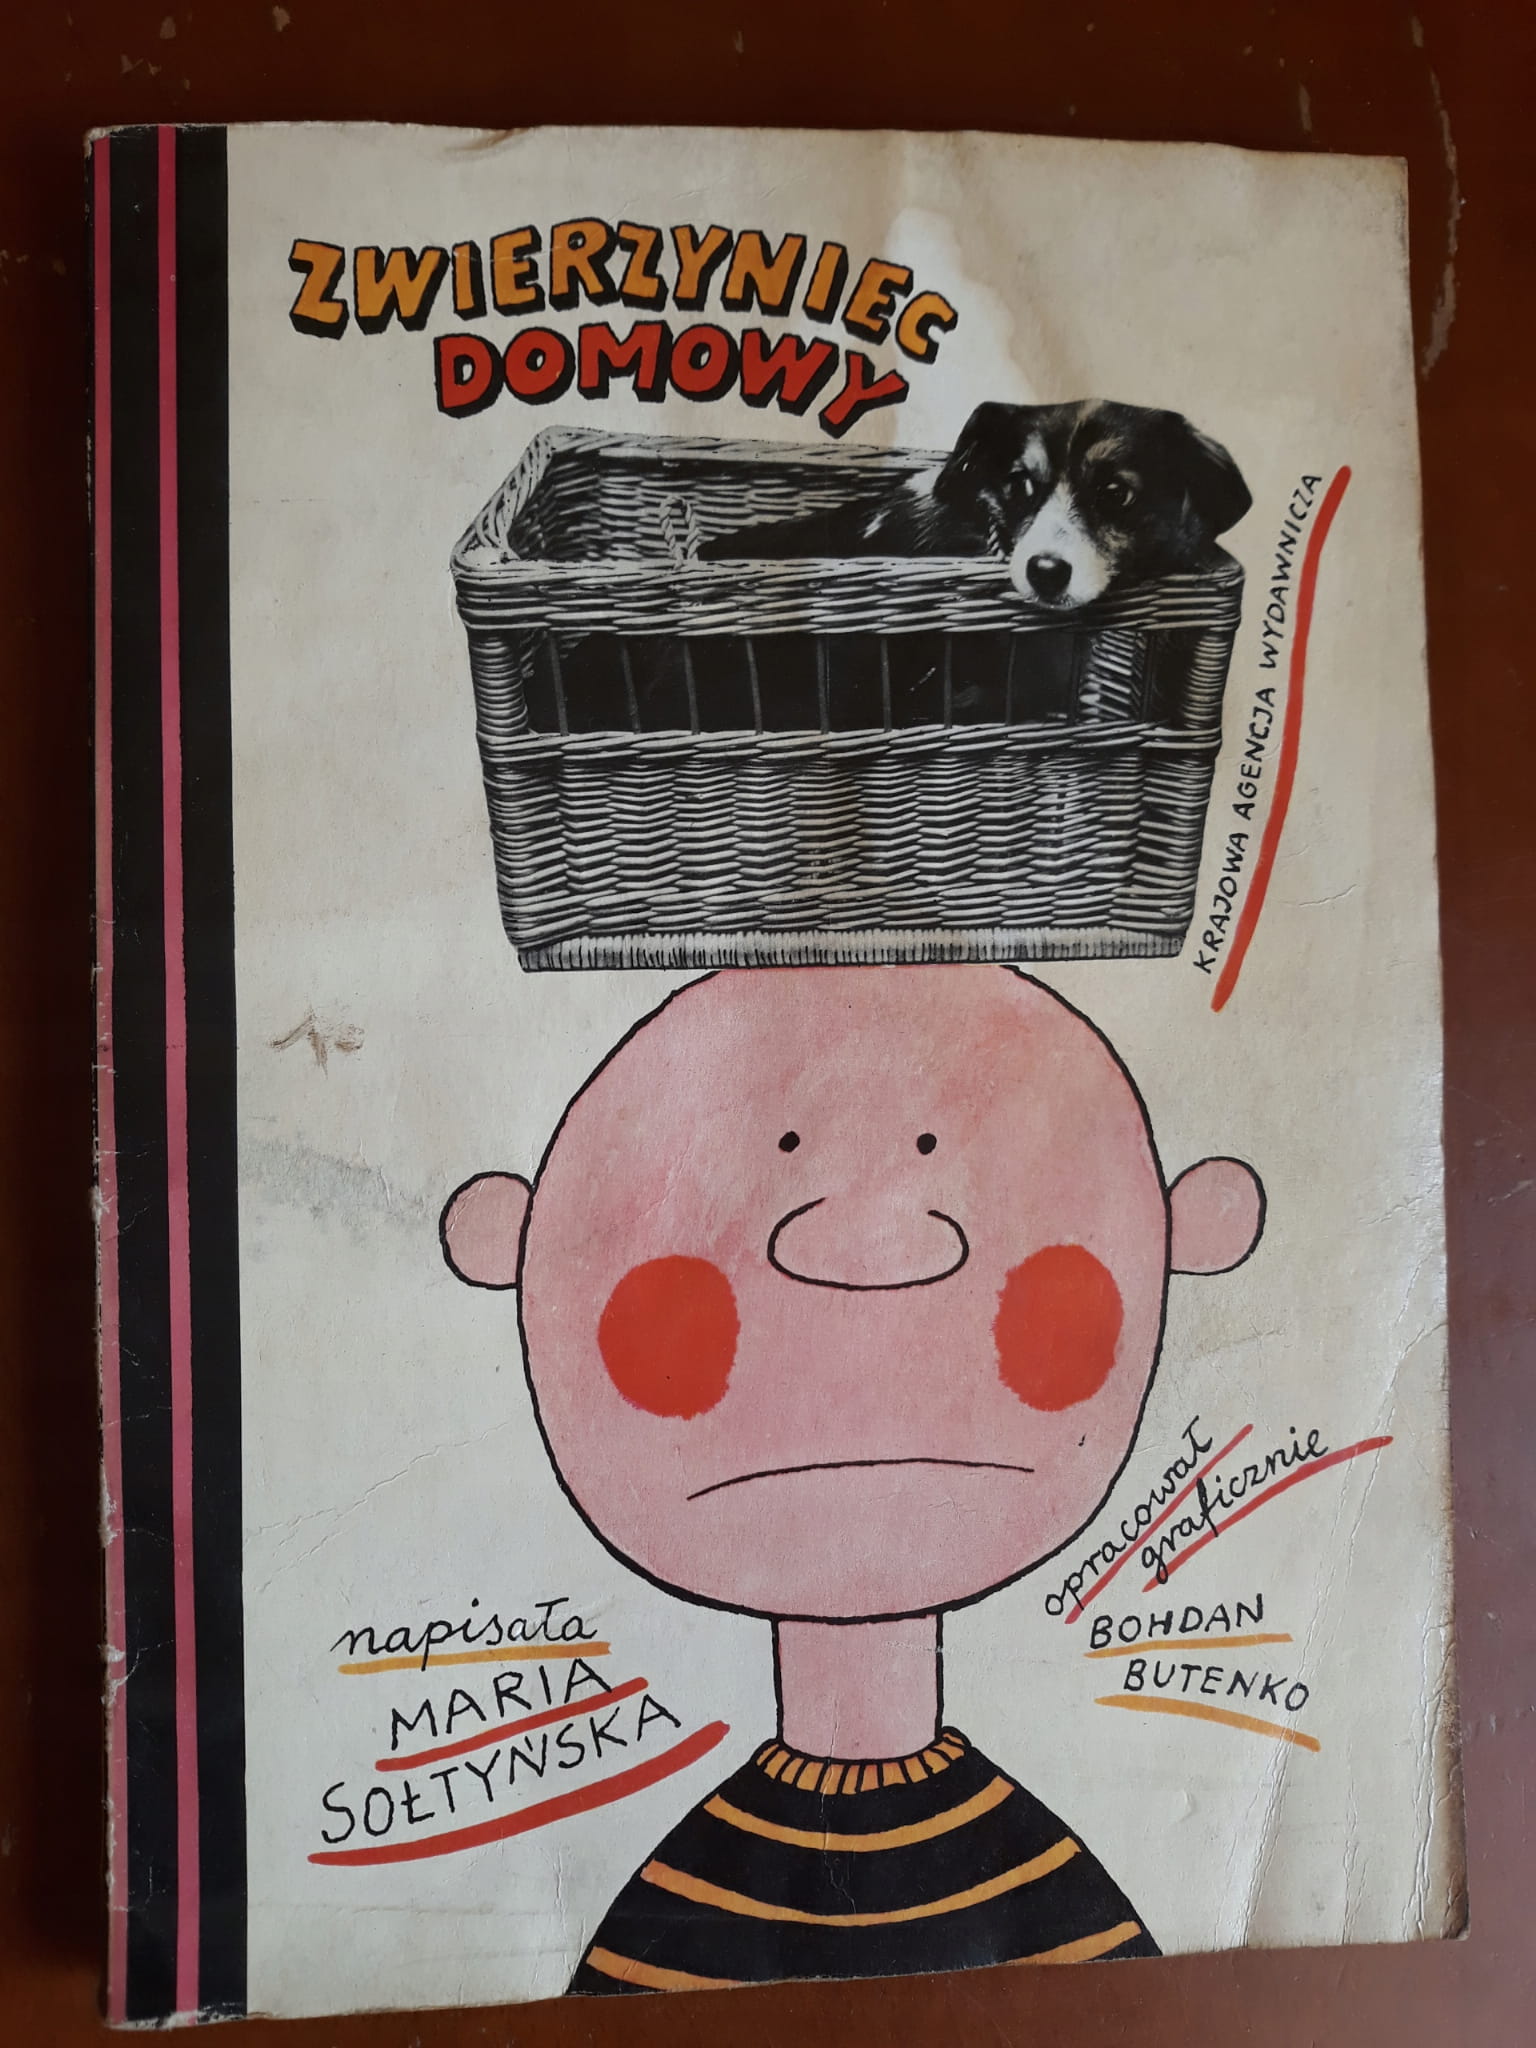 ZWIERZYNIEC
DOMOWY
KRAJOWA AGENCJA WYDAWNICZA
napisała
MARIA
SOŁTYŃSKA
opracował
graficznie
BOHDAN
BUTENKO